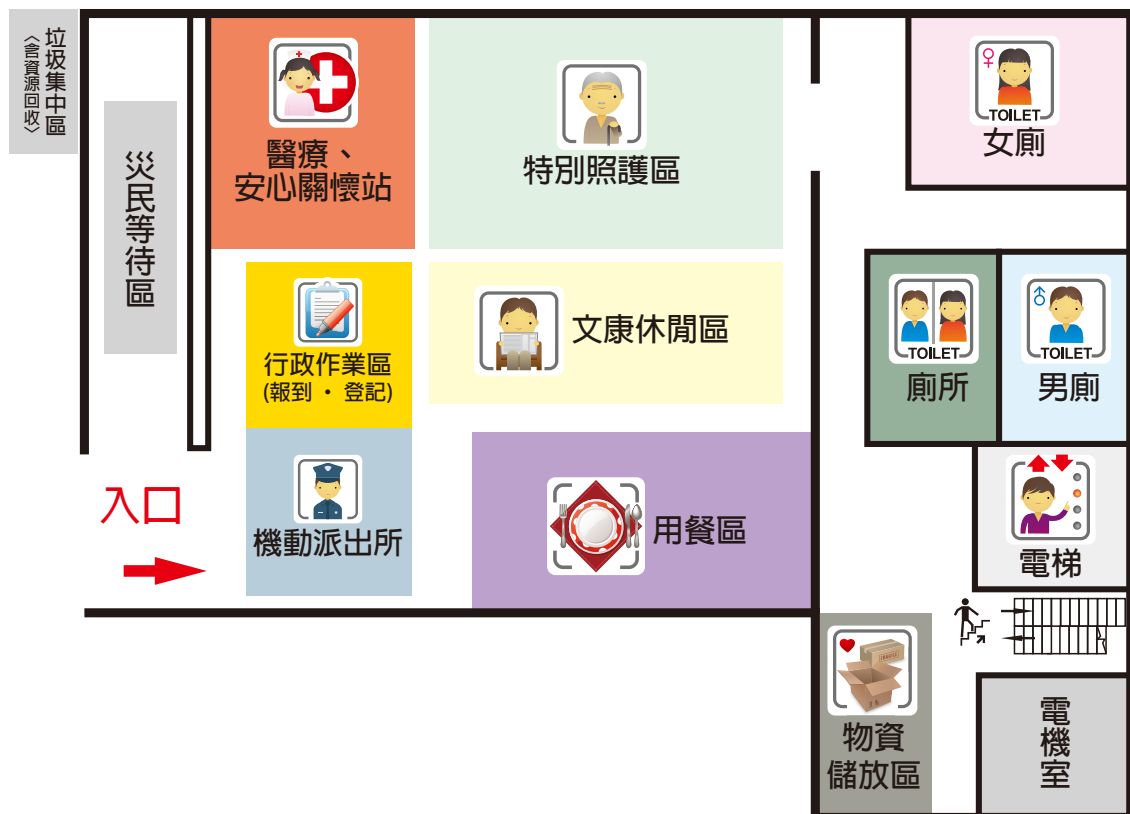 垃圾集中區
〈含資源回收〉
災民等待區
醫療、
安心關懷站
特別照護區
TOILET
女廁
行政作業區
(報到 ・ 登記)
文康休閒區
TOILET
廁所
TOILET
男廁
入口
機動派出所
用餐區
電梯
FRAGILE
物資
儲放區
電機室